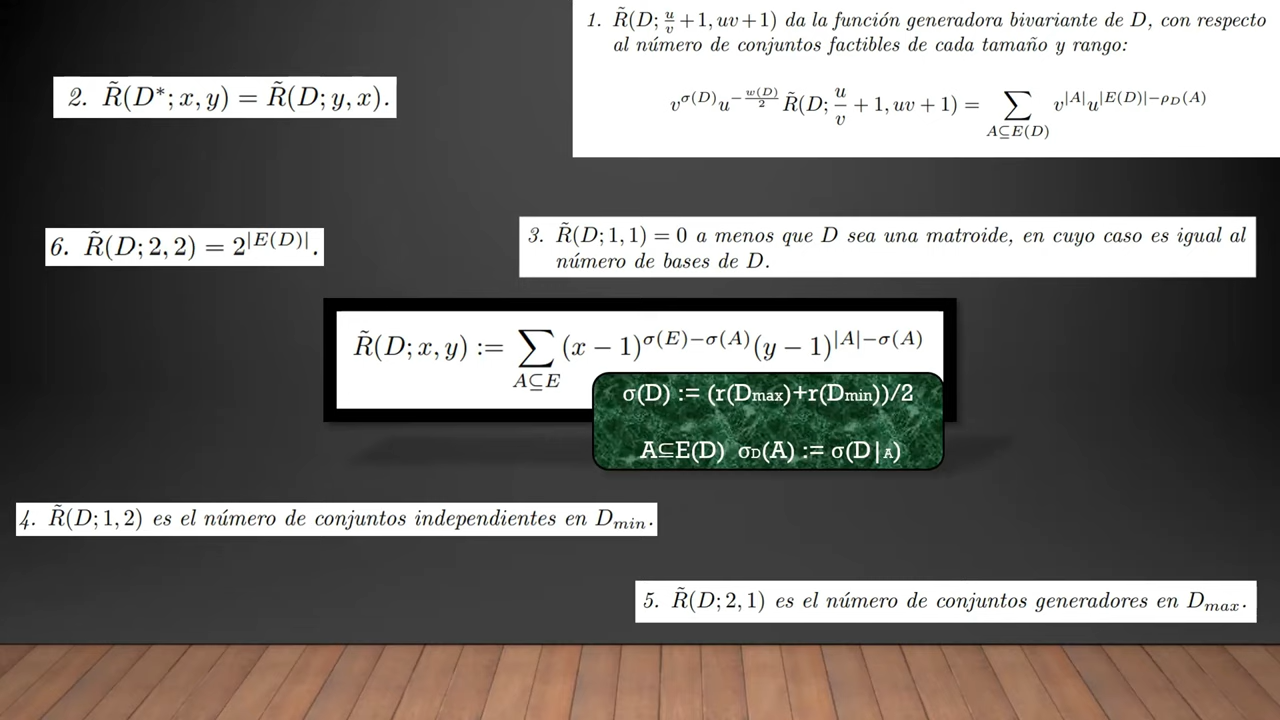 1. R̃(D; u/v + 1, uv + 1) da la función generadora bivariante de D, con respecto
al número de conjuntos factibles de cada tamaño y rango:
v^{σ(D)} u^{-w(D)/2} R̃(D; u/v + 1, uv + 1) = ∑_{A⊆E(D)} v^{|A|} u^{|E(D)|−ρ_D(A)}
2. R̃(D*; x, y) = R̃(D; y, x).
6. R̃(D; 2, 2) = 2^{|E(D)|}.
3. R̃(D; 1, 1) = 0 a menos que D sea una matroide, en cuyo caso es igual al
número de bases de D.
R̃(D; x, y) := ∑_{A⊆E} (x − 1)^{σ(E)−σ(A)} (y − 1)^{|A|−σ(A)}
σ(D) := (r(Dmax)+r(Dmin))/2
A⊆E(D) σD(A) := σ(D|A)
4. R̃(D; 1, 2) es el número de conjuntos independientes en D_{min}.
5. R̃(D; 2, 1) es el número de conjuntos generadores en D_{max}.